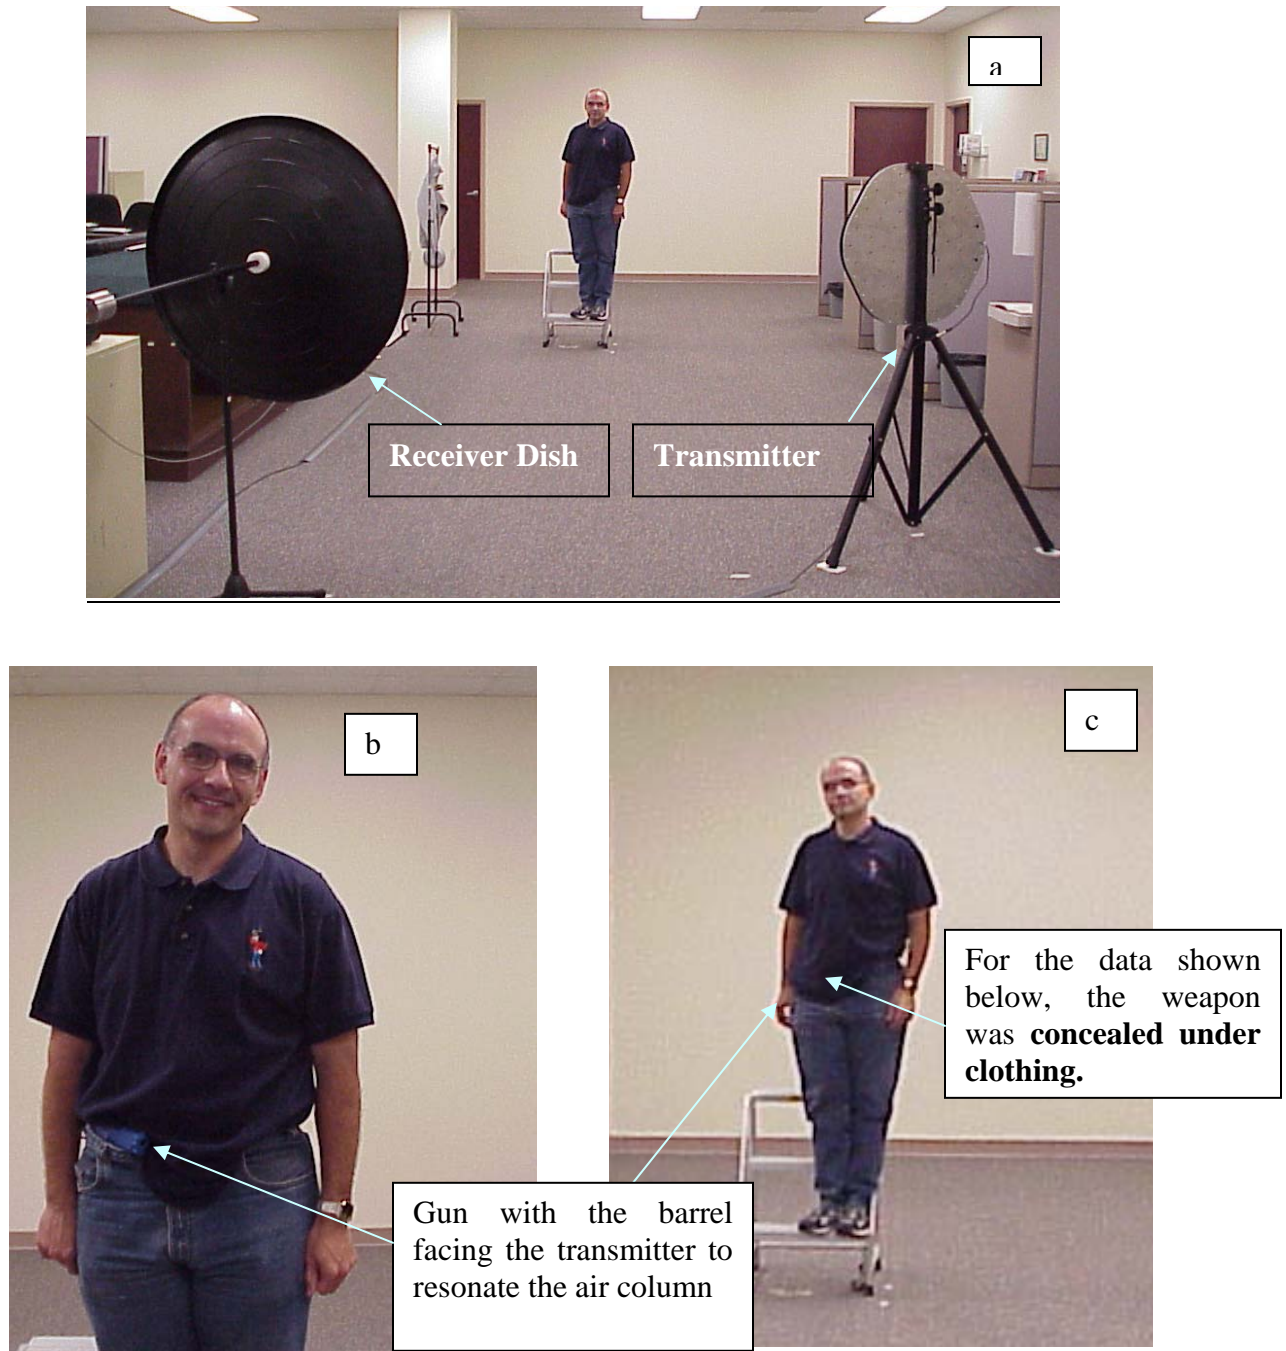 a
Receiver Dish
Transmitter
b
c
For the data shown
below, the weapon
was concealed under
clothing.
Gun with the barrel
facing the transmitter to
resonate the air column